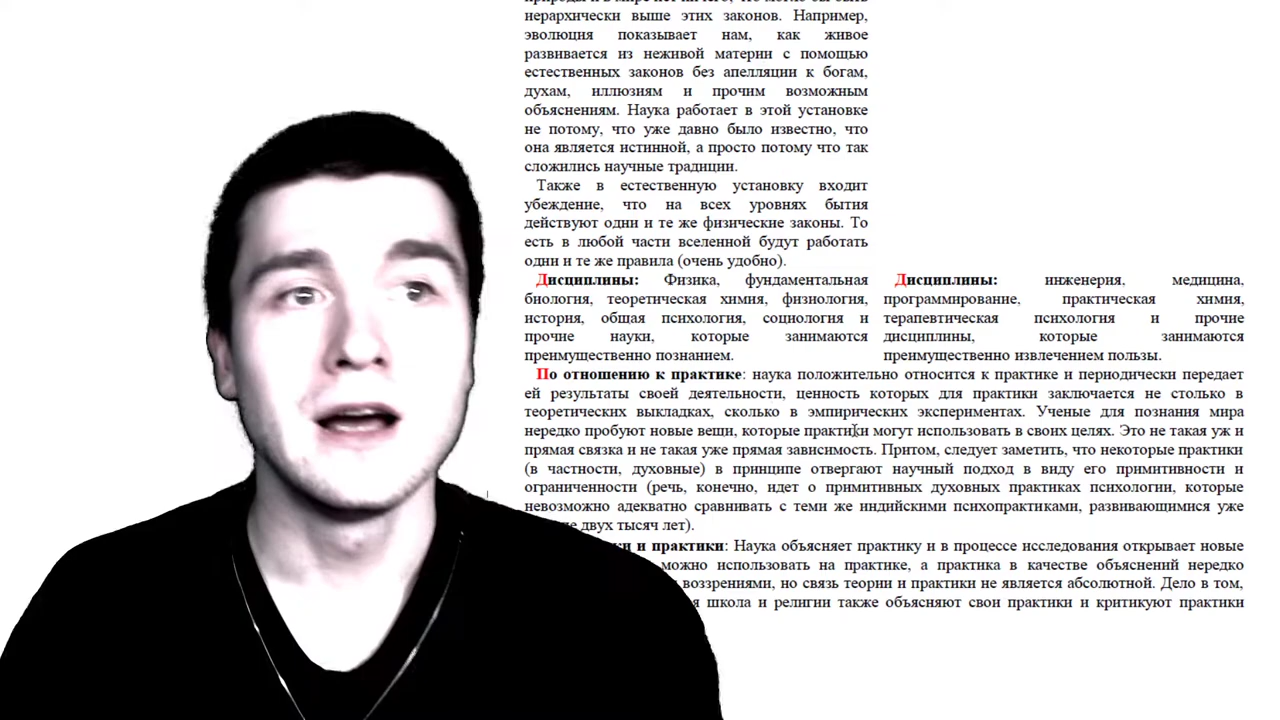 иерархически выше этих законов. Например,
эволюция показывает нам, как живое
развивается из неживой материи с помощью
естественных законов без апелляции к богам,
духам, иллюзиям и прочим возможным
объяснениям. Наука работает в этой установке
не потому, что уже давно было известно, что
она является истинной, а просто потому что так
сложились научные традиции.
Также в естественную установку входит
убеждение, что на всех уровнях бытия
действуют одни и те же физические законы. То
есть в любой части вселенной будут работать
одни и те же правила (очень удобно).
Дисциплины: Физика, фундаментальная
биология, теоретическая химия, физиология,
история, общая психология, социология и
прочие науки, которые занимаются
преимущественно познанием.
Дисциплины: инженерия, медицина,
программирование, практическая химия,
терапевтическая психология и прочие
дисциплины, которые занимаются
преимущественно извлечением пользы.
По отношению к практике: наука положительно относится к практике и периодически передает
ей результаты своей деятельности, ценность которых для практики заключается не столько в
теоретических выкладках, сколько в эмпирических экспериментах. Ученые для познания мира
нередко пробуют новые вещи, которые практики могут использовать в своих целях. Это не такая уж и
прямая связка и не такая уже прямая зависимость. Притом, следует заметить, что некоторые практики
(в частности, духовные) в принципе отвергают научный подход в виду его примитивности и
ограниченности (речь, конечно, идет о примитивных духовных практиках психологии, которые
невозможно адекватно сравнивать с теми же индийскими психопрактиками, развивающимися уже
двух тысяч лет).
и практики: Наука объясняет практику и в процессе исследования открывает новые
можно использовать на практике, а практика в качестве объяснений нередко
воззрениями, но связь теории и практики не является абсолютной. Дело в том,
школа и религии также объясняют свои практики и критикуют практики